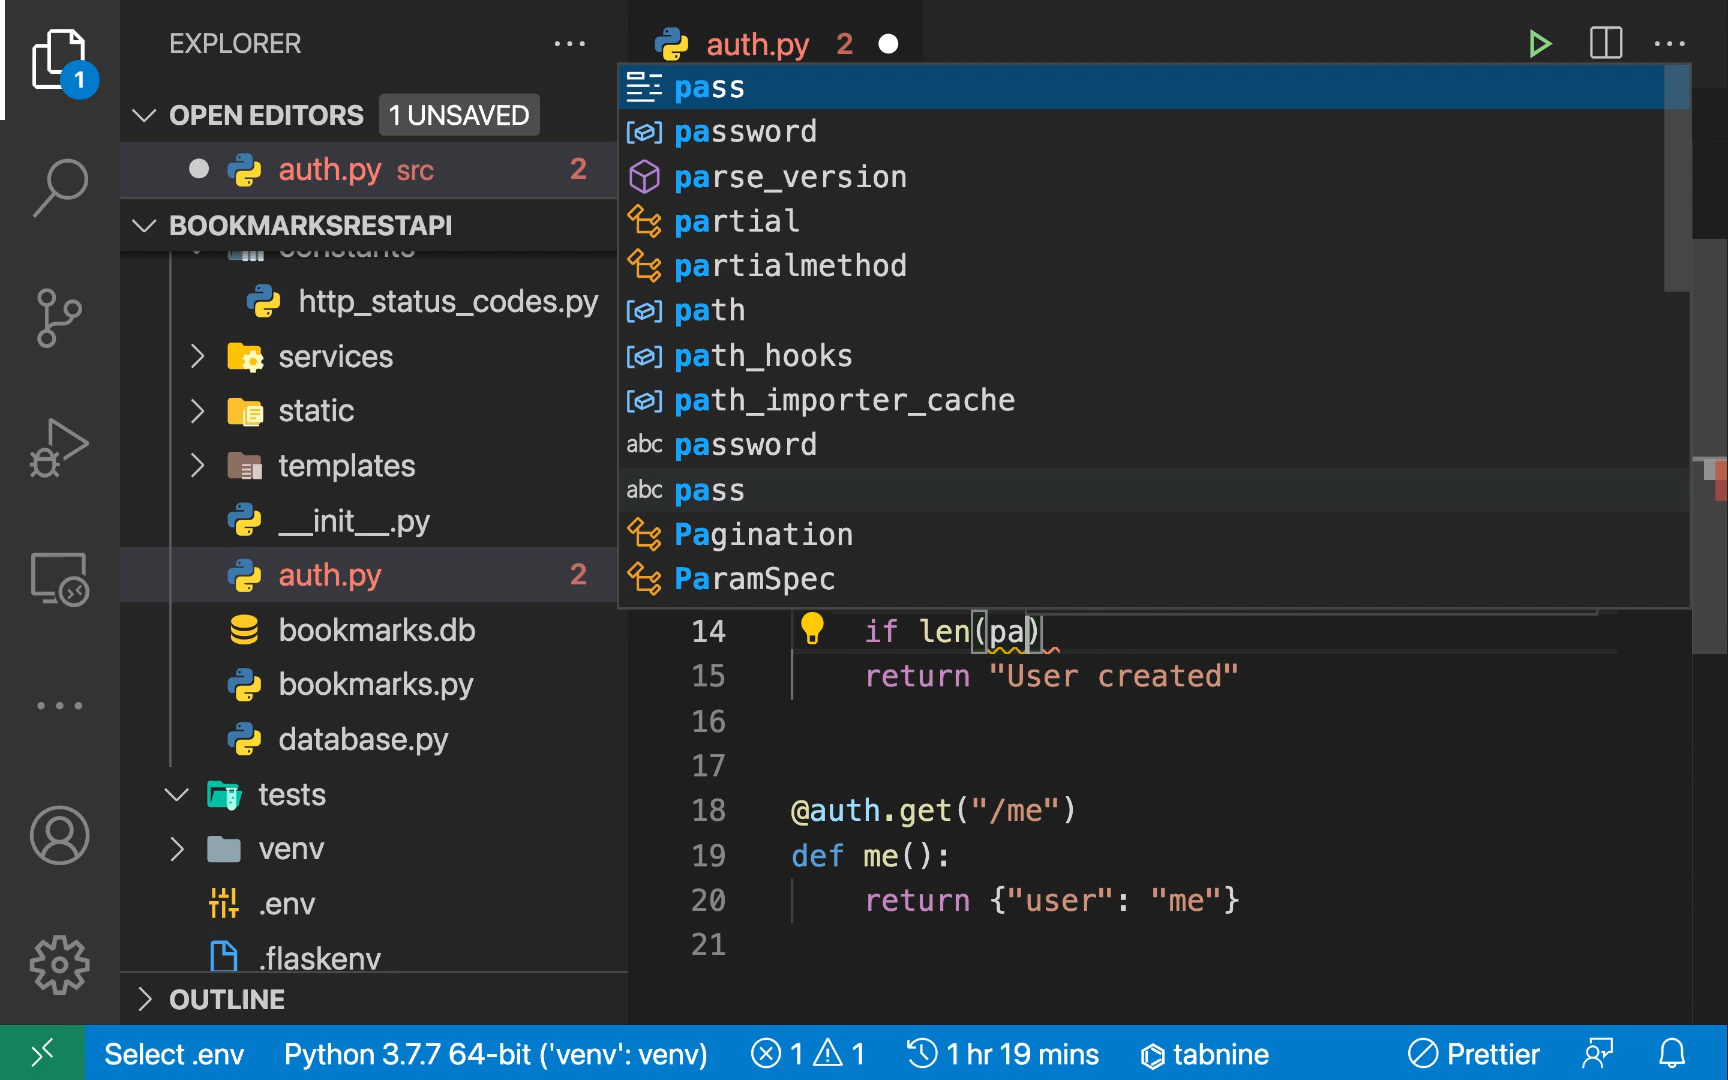 EXPLORER
1
OPEN EDITORS 1 UNSAVED
auth.py src 2
BOOKMARKSRESTAPI
constants
http_status_codes.py
services
static
templates
__init__.py
auth.py 2
bookmarks.db
bookmarks.py
database.py
tests
venv
.env
.flaskenv
OUTLINE
auth.py 2
pass
password
parse_version
partial
partialmethod
path
path_hooks
path_importer_cache
abc password
abc pass
Pagination
ParamSpec
14 if len(pa)
15 return "User created"
16
17
18 @auth.get("/me")
19 def me():
20 return {"user": "me"}
21
Select .env Python 3.7.7 64-bit ('venv': venv) 1 1 1 hr 19 mins tabnine Prettier